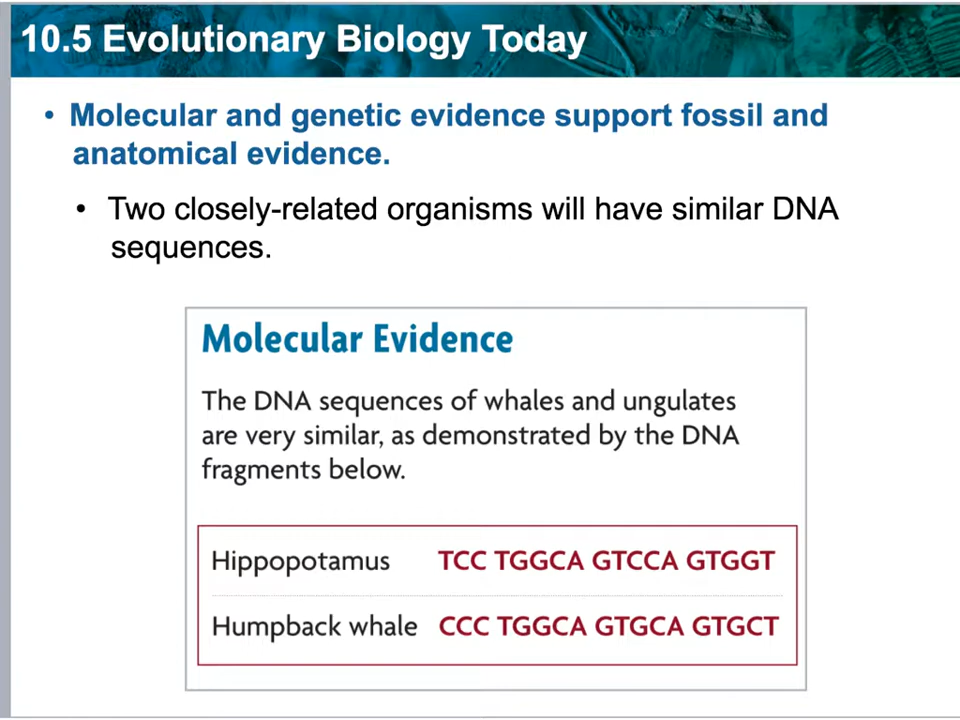 10.5 Evolutionary Biology Today
• Molecular and genetic evidence support fossil and
anatomical evidence.
• Two closely-related organisms will have similar DNA
sequences.
Molecular Evidence
The DNA sequences of whales and ungulates
are very similar, as demonstrated by the DNA
fragments below.
Hippopotamus TCC TGGCA GTCCA GTGGT
Humpback whale CCC TGGCA GTGCA GTGCT